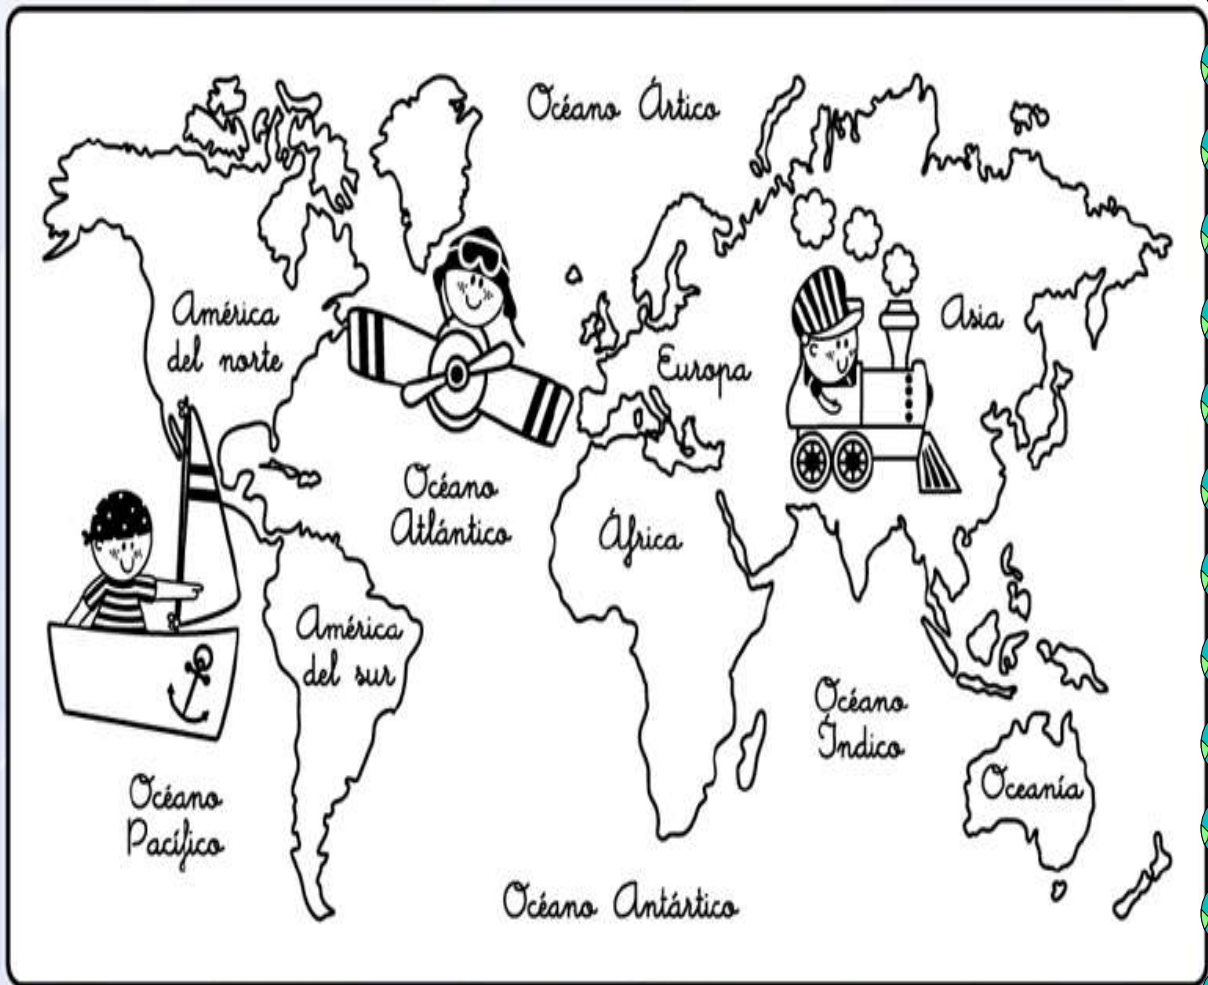 Océano Ártico
América
del norte
Asia
Europa
Océano
Atlántico
África
América
del sur
Océano
Índico
Océano
Pacífico
Oceanía
Océano Antártico